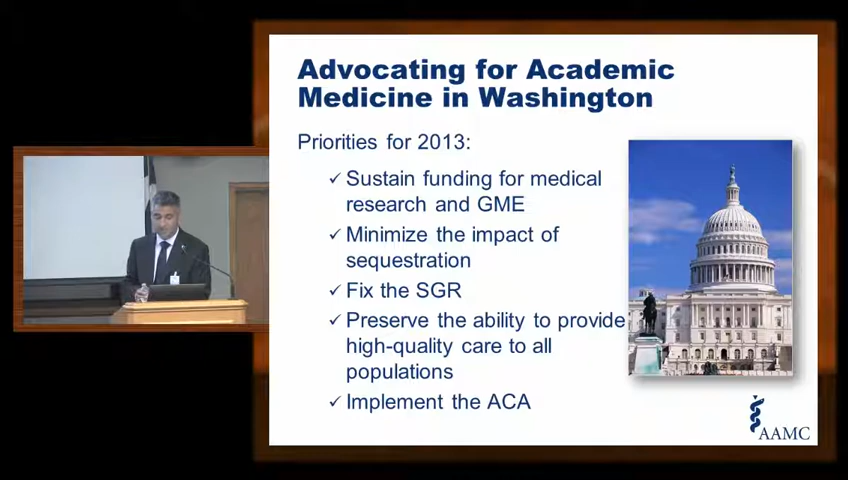 Advocating for Academic
Medicine in Washington
Priorities for 2013:
✓ Sustain funding for medical
research and GME
✓ Minimize the impact of
sequestration
✓ Fix the SGR
✓ Preserve the ability to provide
high-quality care to all
populations
✓ Implement the ACA
AAMC